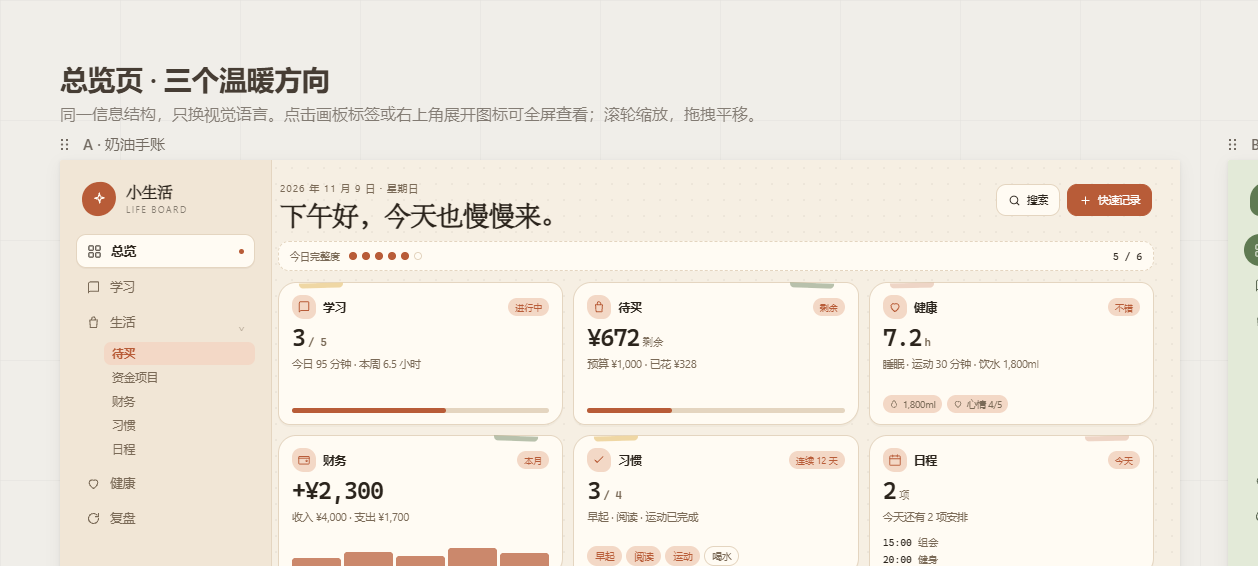 总览页 · 三个温暖方向
同一信息结构，只换视觉语言。点击画板标签或右上角展开图标可全屏查看；滚轮缩放，拖拽平移。
A · 奶油手账
B
小生活
LIFE BOARD
总览
学习
生活
待买
资金项目
财务
习惯
日程
健康
复盘
2026 年 11 月 9 日 · 星期日
下午好，今天也慢慢来。
搜索
快速记录
今日完整度
5 / 6
学习
进行中
3 / 5
今日 95 分钟 · 本周 6.5 小时
待买
剩余
¥672 剩余
预算 ¥1,000 · 已花 ¥328
健康
不错
7.2 h
睡眠 · 运动 30 分钟 · 饮水 1,800ml
1,800ml
心情 4/5
财务
本月
+¥2,300
收入 ¥4,000 · 支出 ¥1,700
习惯
连续 12 天
3 / 4
早起 · 阅读 · 运动已完成
早起
阅读
运动
喝水
日程
今天
2 项
今天还有 2 项安排
15:00 组会
20:00 健身